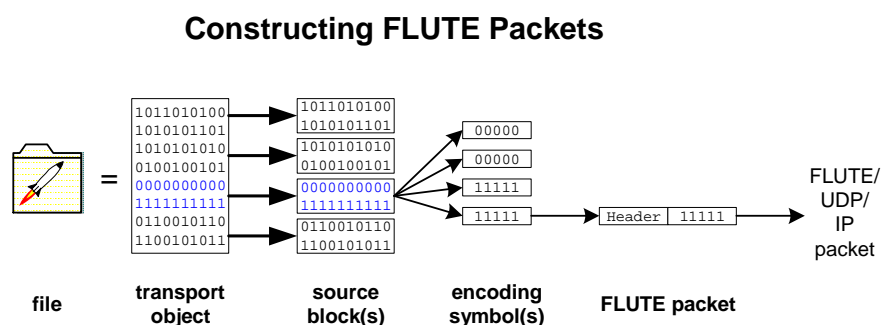 Constructing FLUTE Packets
=
1011010100
1010101101
1010101010
0100100101
0000000000
1111111111
0110010110
1100101011
1011010100
1010101101
1010101010
0100100101
0000000000
1111111111
0110010110
1100101011
00000
00000
11111
11111
Header 11111
FLUTE/
UDP/
IP
packet
file
transport
object
source
block(s)
encoding
symbol(s)
FLUTE packet